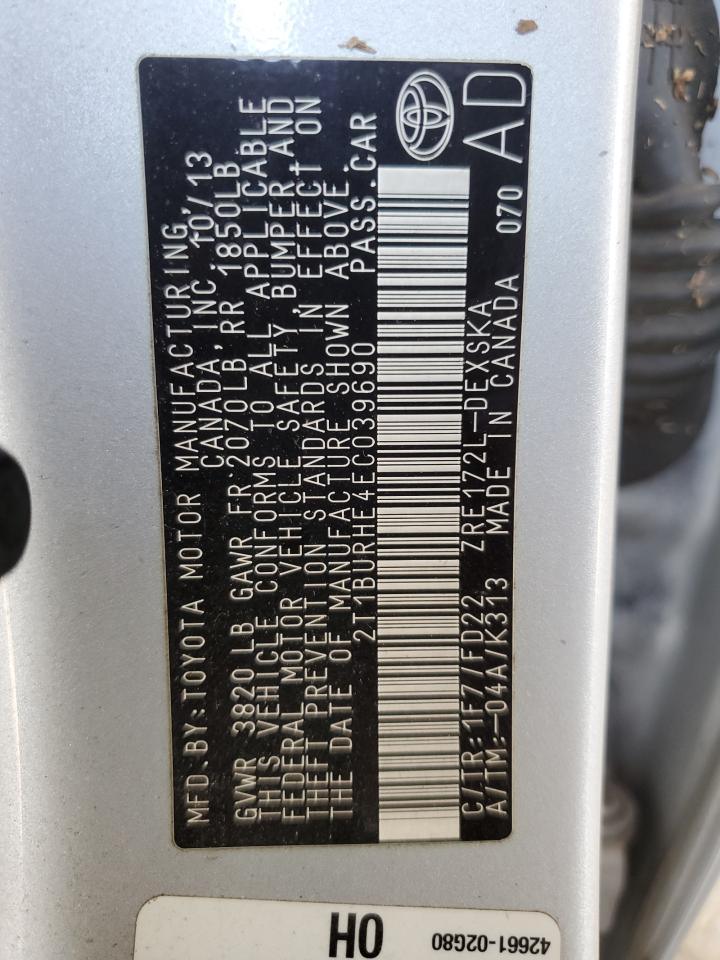 MFD. BY: TOYOTA MOTOR MANUFACTURING,
CANADA, INC. 10/13
GVWR 3820 LB GAWR FR 2070 LB, RR 1850LB
THIS VEHICLE CONFORMS TO ALL APPLICABLE
FEDERAL MOTOR VEHICLE SAFETY, BUMPER AND
THEFT PREVENTION STANDARDS IN EFFECT ON
THE DATE OF MANUFACTURE SHOWN ABOVE.
2T1BURHE4EC039690 PASS.CAR
C/TR:1F7/FD22 ZRE172L-DEXSKA
A/TM:-04A/K313 MADE IN CANADA 070
AD
0H
42661-02G80